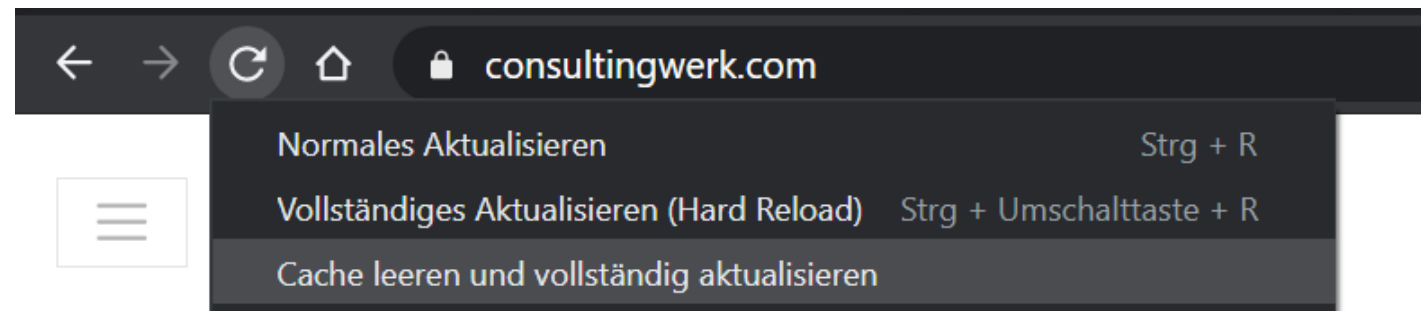 consultingwerk.com
Normales Aktualisieren Strg + R
Vollständiges Aktualisieren (Hard Reload) Strg + Umschalttaste + R
Cache leeren und vollständig aktualisieren